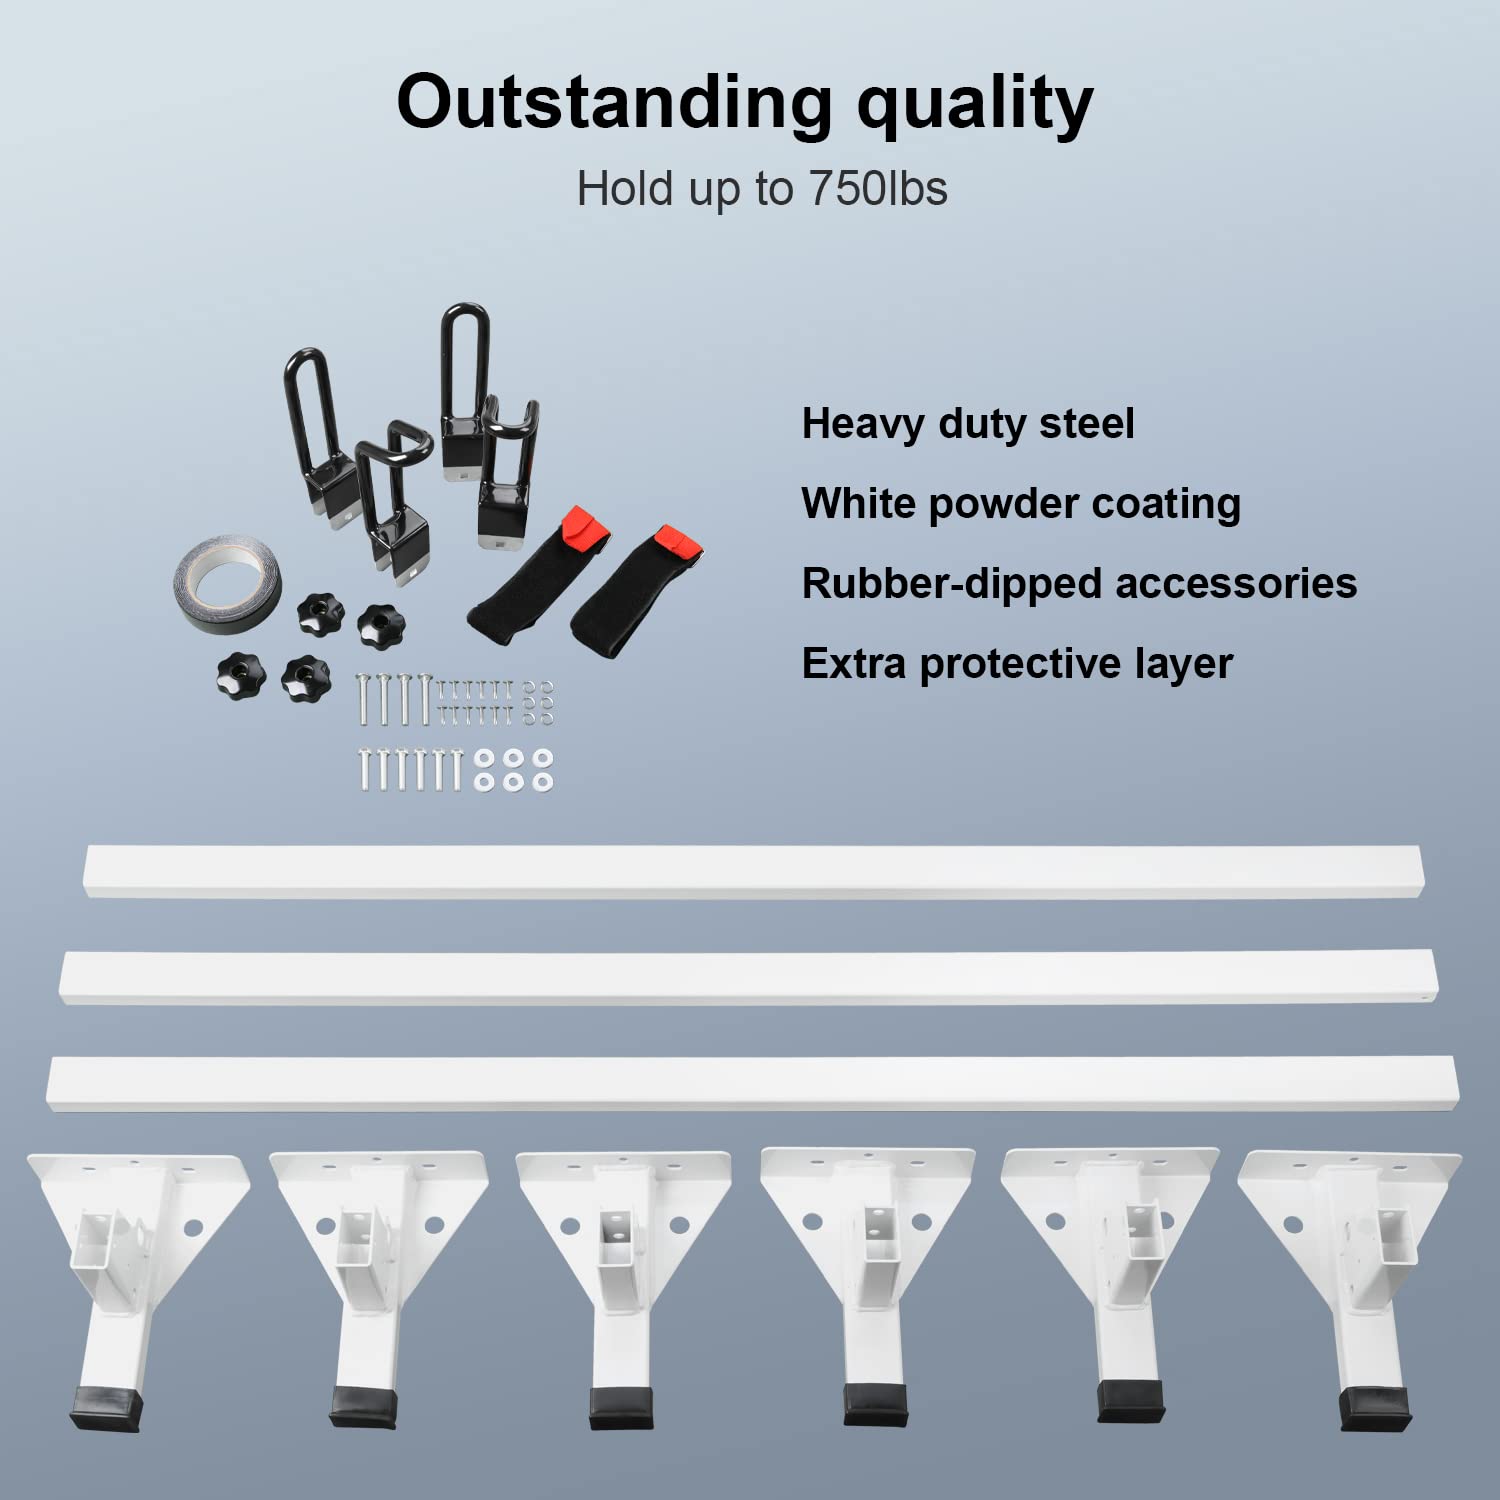 Outstanding quality
Hold up to 750lbs
Heavy duty steel
White powder coating
Rubber-dipped accessories
Extra protective layer